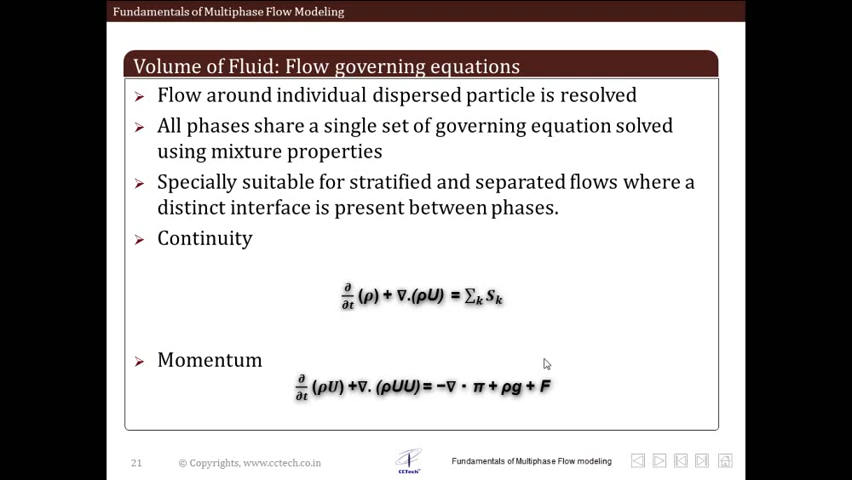 Fundamentals of Multiphase Flow Modeling
Volume of Fluid: Flow governing equations
Flow around individual dispersed particle is resolved
All phases share a single set of governing equation solved
using mixture properties
Specially suitable for stratified and separated flows where a
distinct interface is present between phases.
Continuity
∂/∂t (ρ) + ∇.(ρU) = ∑ₖ Sₖ
Momentum
∂/∂t (ρU) +∇. (ρUU) = −∇ · π + ρg + F
21
© Copyrights, www.cctech.co.in
CCTech
Fundamentals of Multiphase Flow modeling